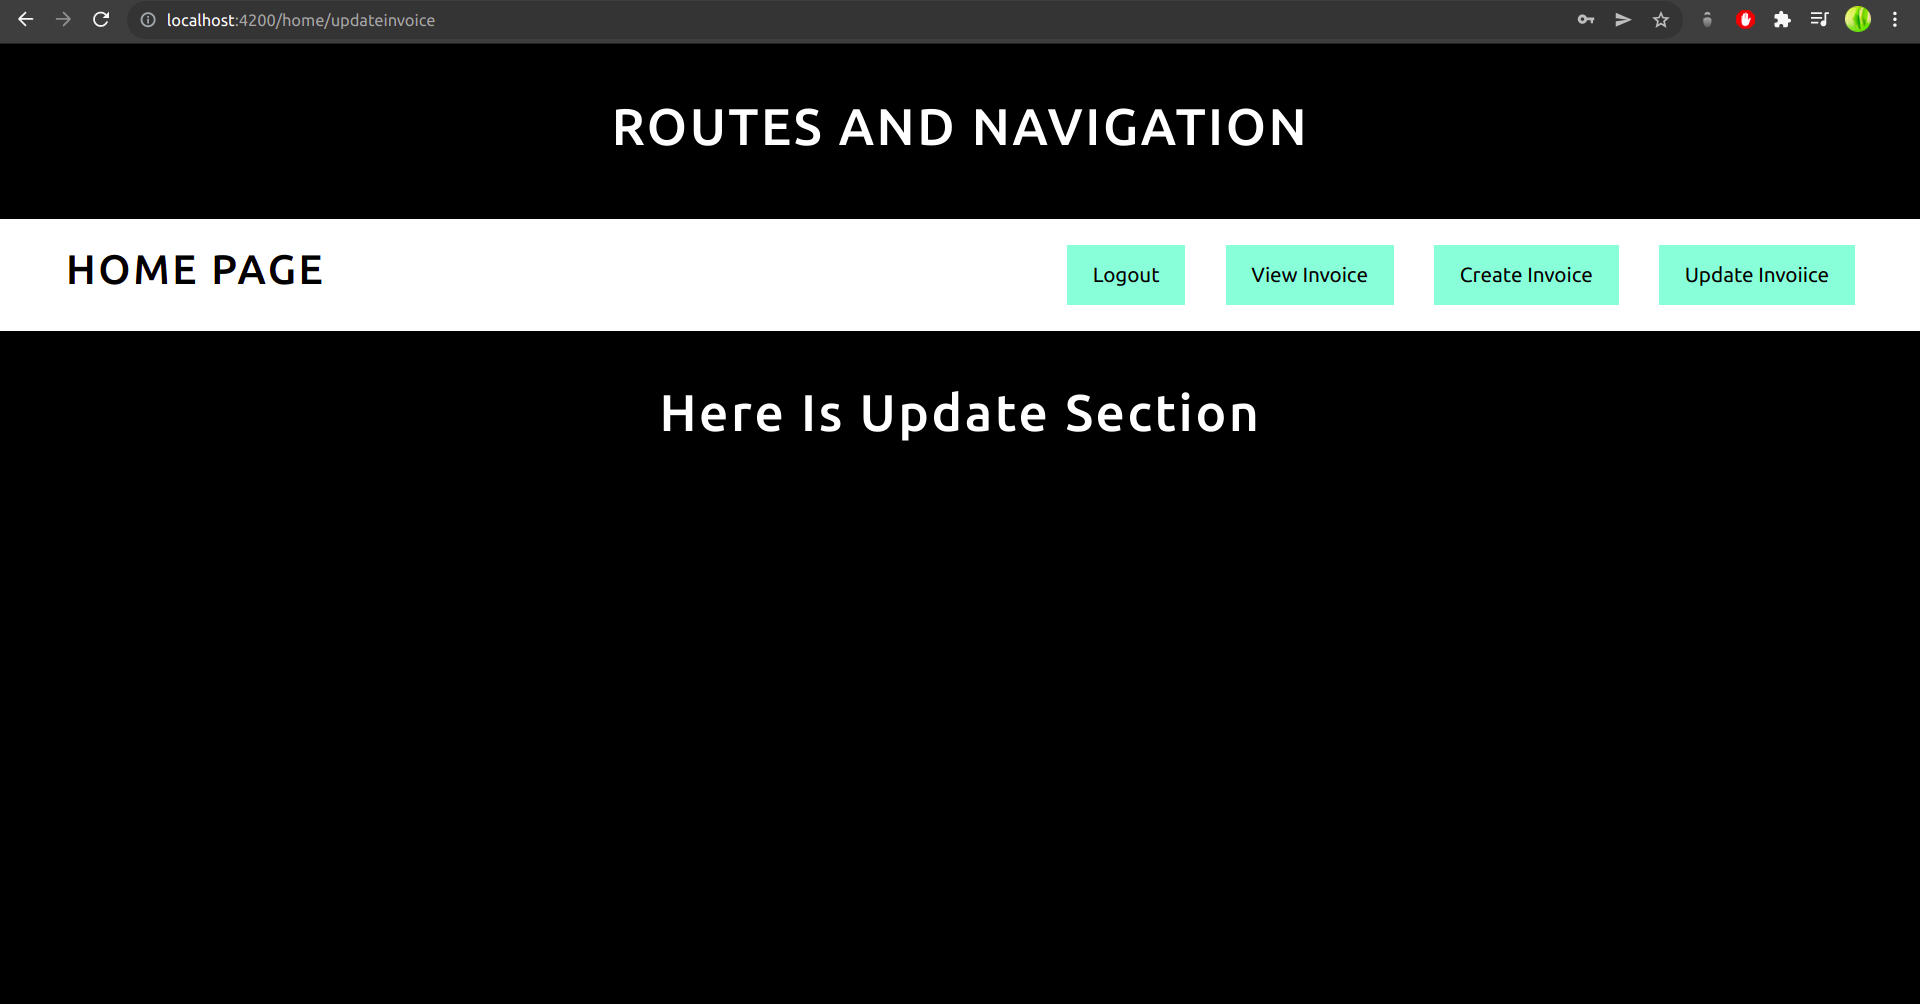 localhost:4200/home/updateinvoice
ROUTES AND NAVIGATION
HOME PAGE
Logout View Invoice Create Invoice Update Invoiice
Here Is Update Section